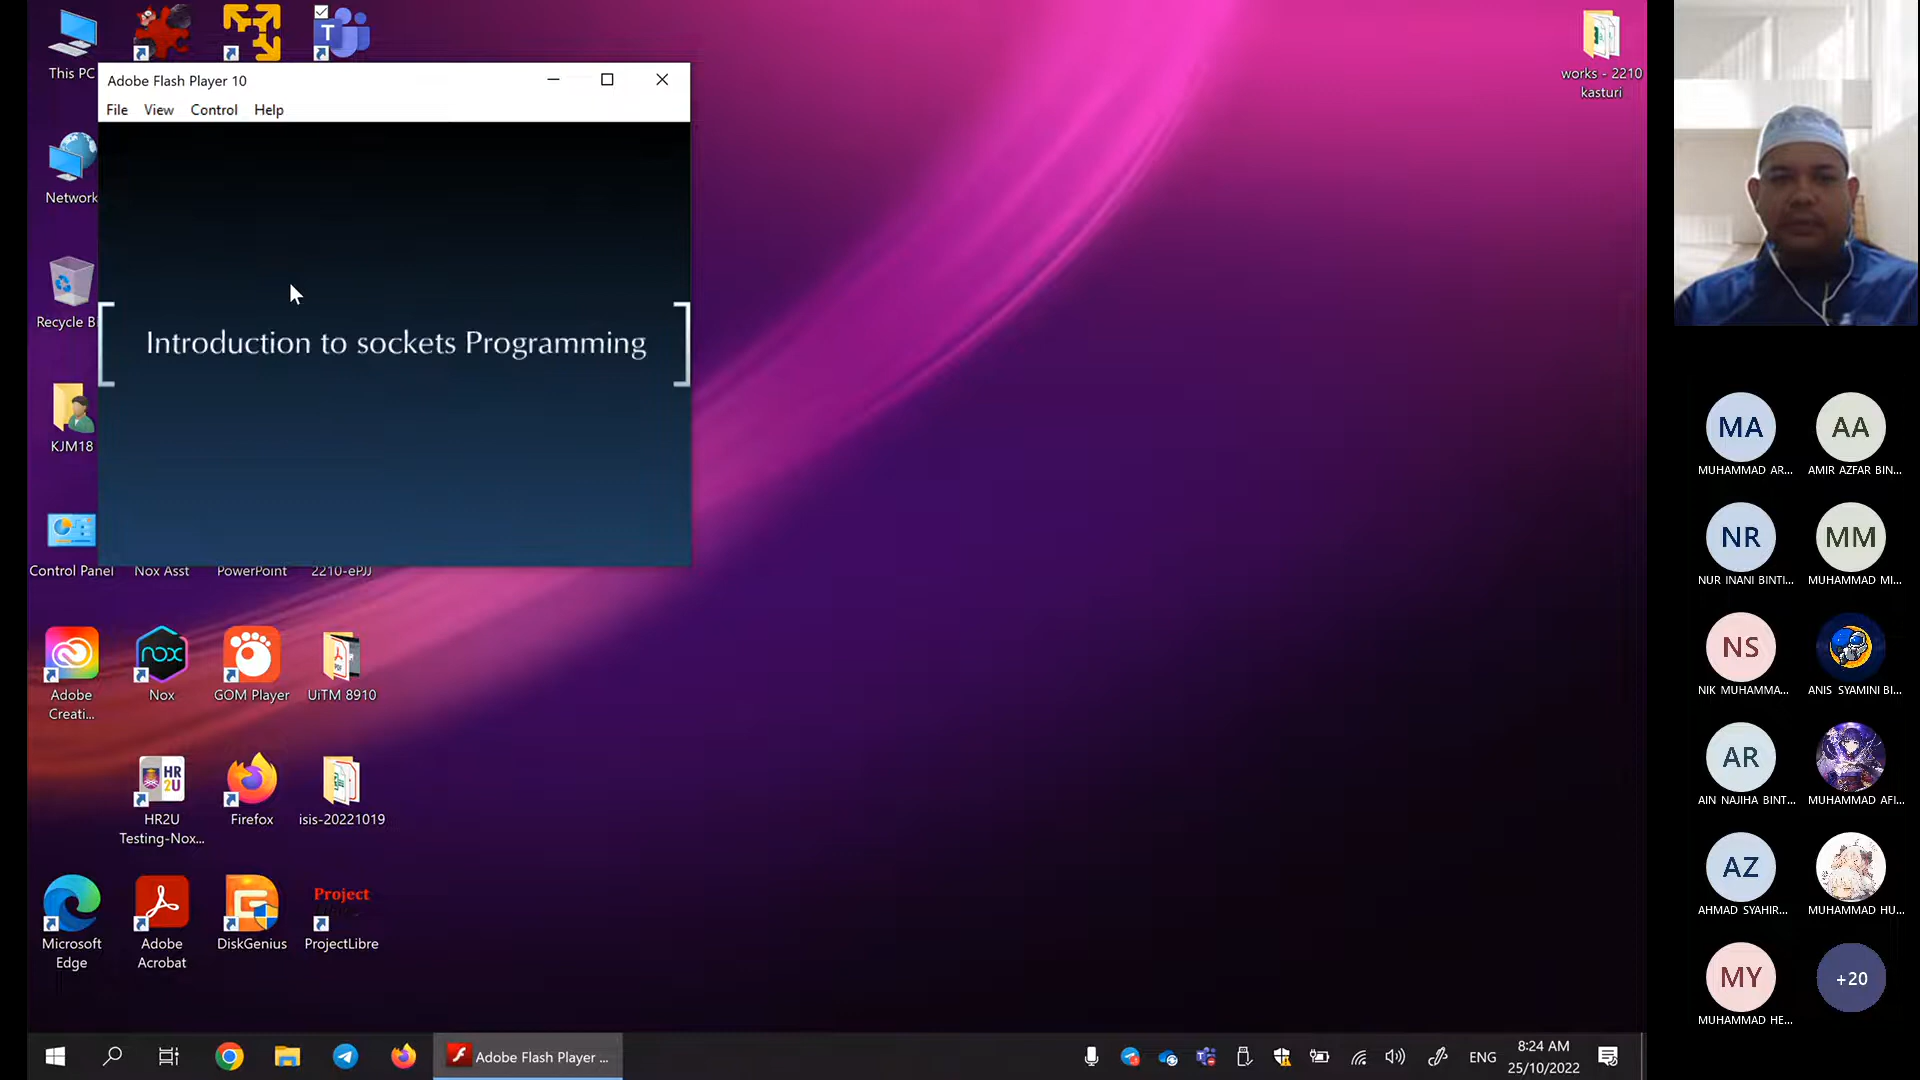 This PC
works - 2210
kasturi
Adobe Flash Player 10
File View Control Help
Network
Recycle B
Introduction to sockets Programming
KJM18
Control Panel
Nox Asst
PowerPoint
2210-ePJJ
Adobe
Creati...
nox
Nox
GOM Player
PDF
UiTM 8910
HR
2U
HR2U
Testing-Nox...
Firefox
isis-20221019
Microsoft
Edge
Adobe
Acrobat
DiskGenius
Project
ProjectLibre
MA
MUHAMMAD AR...
AA
AMIR AZFAR BIN...
NR
NUR INANI BINTI...
MM
MUHAMMAD MI...
NS
NIK MUHAMMA...
ANIS SYAMINI BI...
AR
AIN NAJIHA BINT...
MUHAMMAD AFI...
AZ
AHMAD SYAHIR...
MUHAMMAD HU...
MY
MUHAMMAD HE...
+20
Adobe Flash Player ...
ENG
8:24 AM
25/10/2022